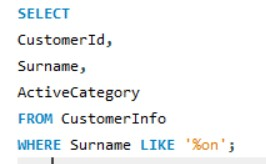 SELECT
CustomerId,
Surname,
ActiveCategory
FROM CustomerInfo
WHERE Surname LIKE '%on';